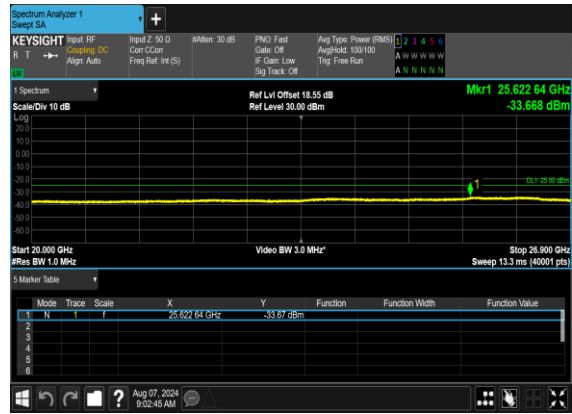 Spectrum Analyzer 1
Swept SA
KEYSIGHT Input: RF Input Z: 50 Ω #Atten: 30 dB PNO: Fast Avg Type: Power (RMS) 1 2 3 4 5 6
R T Coupling: DC Corr CCorr Gate: Off Avg|Hold: 100/100 A W W W W W
Align: Auto Freq Ref: Int (S) IF Gain: Low Trig: Free Run
Sig Track: Off A N N N N N
1 Spectrum Ref Lvl Offset 18.55 dB Mkr1 25.622 64 GHz
Scale/Div 10 dB Ref Level 30.00 dBm -33.668 dBm
Log
20.0
10.0
0.00
-10.0
-20.0
1 DL1 -25.00 dBm
-30.0
-40.0
-50.0
-60.0
Start 20.000 GHz Video BW 3.0 MHz* Stop 26.900 GHz
#Res BW 1.0 MHz Sweep 13.3 ms (40001 pts)
5 Marker Table
Mode Trace Scale X Y Function Function Width Function Value
1 N 1 f 25.622 64 GHz -33.67 dBm
2
3
4
5
6
? Aug 07, 2024
9:02:45 AM